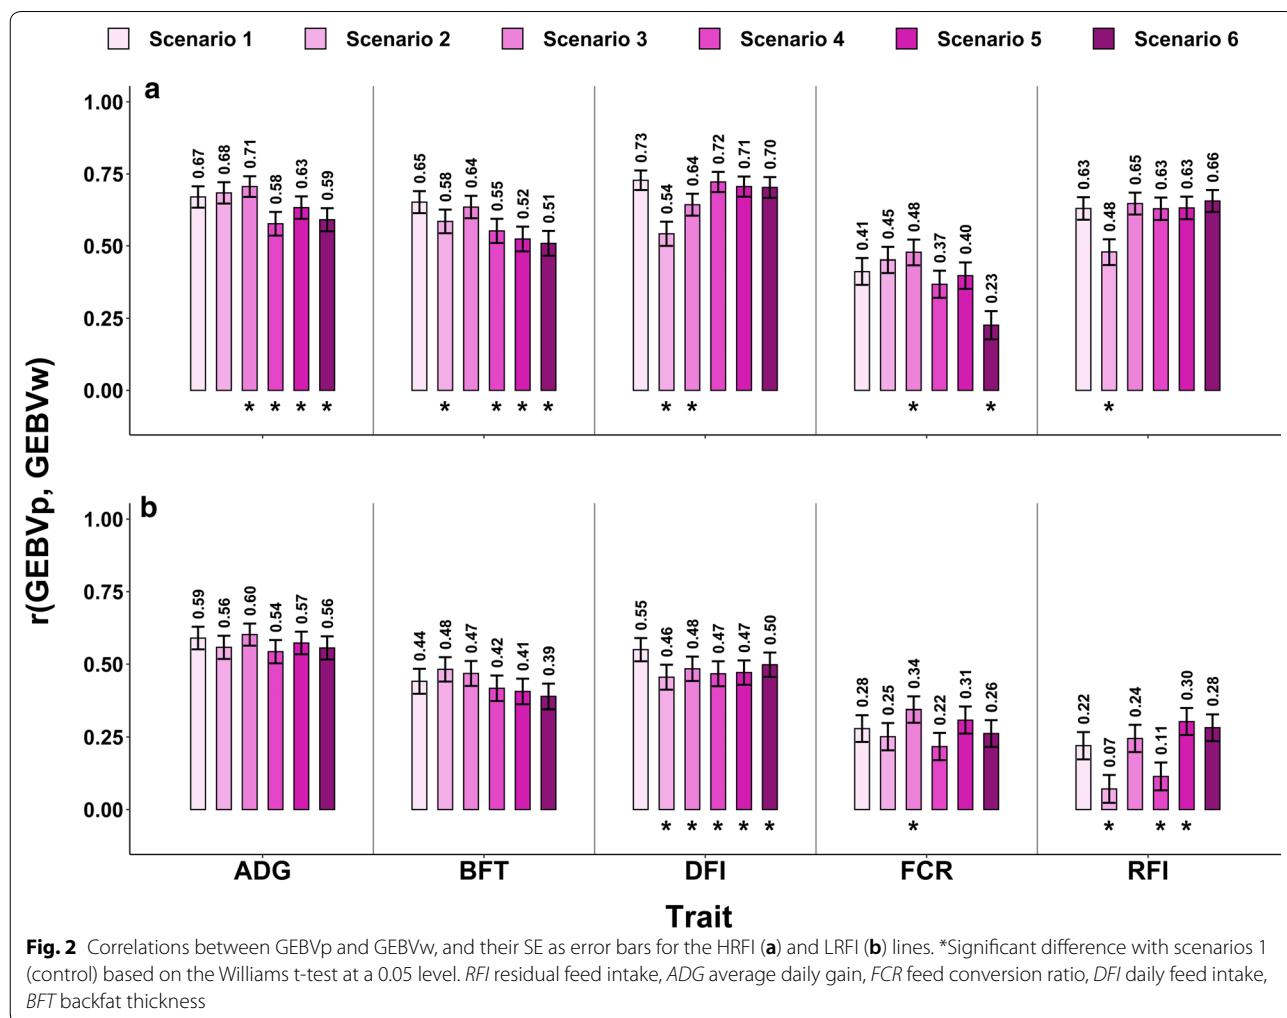 Scenario 1 Scenario 2 Scenario 3 Scenario 4 Scenario 5 Scenario 6
a
1.00
0.75
0.50
0.25
0.00
0.67 0.68 0.71 0.58 0.63 0.59
0.65 0.58 0.64 0.55 0.52 0.51
0.73 0.54 0.64 0.72 0.71 0.70
0.41 0.45 0.48 0.37 0.40 0.23
0.63 0.48 0.65 0.63 0.63 0.66
* * * * * * * * * * * * *
r(GEBVp, GEBVw)
b
1.00
0.75
0.50
0.25
0.00
0.59 0.56 0.60 0.54 0.57 0.56
0.44 0.48 0.47 0.42 0.41 0.39
0.55 0.46 0.48 0.47 0.47 0.50
0.28 0.25 0.34 0.22 0.31 0.26
0.22 0.07 0.24 0.11 0.30 0.28
* * * * * * * * *
ADG BFT DFI FCR RFI
Trait
Fig. 2 Correlations between GEBVp and GEBVw, and their SE as error bars for the HRFI (a) and LRFI (b) lines. *Significant difference with scenarios 1
(control) based on the Williams t-test at a 0.05 level. RFI residual feed intake, ADG average daily gain, FCR feed conversion ratio, DFI daily feed intake,
BFT backfat thickness